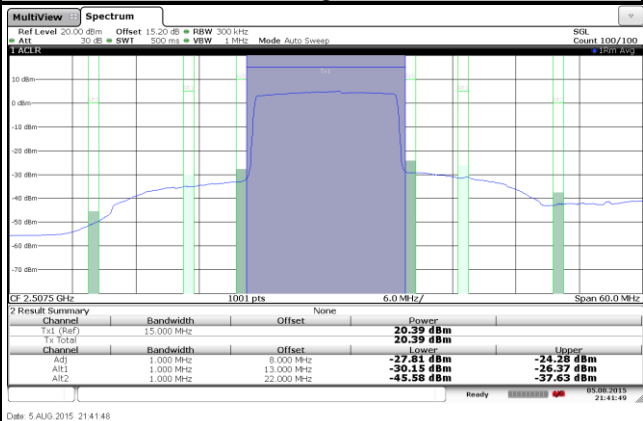 MultiView Spectrum
Ref Level 20.00 dBm Offset 15.20 dB RBW 300 kHz SGL
Att 30 dB SWT 500 ms VBW 1 MHz Mode Auto Sweep Count 100/100
1 ACLR 1Rm Avg
Tx1
10 dBm
0 dBm
-10 dBm
-20 dBm
-30 dBm
-40 dBm
-50 dBm
-60 dBm
-70 dBm
CF 2.5075 GHz 1001 pts 6.0 MHz/ Span 60.0 MHz
2 Result Summary None
Channel Bandwidth Offset Power
Tx1 (Ref) 15.000 MHz 20.39 dBm
Tx Total 20.39 dBm
Channel Bandwidth Offset Lower Upper
Adj 1.000 MHz 8.000 MHz -27.81 dBm -24.28 dBm
Alt1 1.000 MHz 13.000 MHz -30.15 dBm -26.37 dBm
Alt2 1.000 MHz 22.000 MHz -45.58 dBm -37.63 dBm
Ready 05.08.2015
21:41:49
Date: 5.AUG.2015 21:41:48